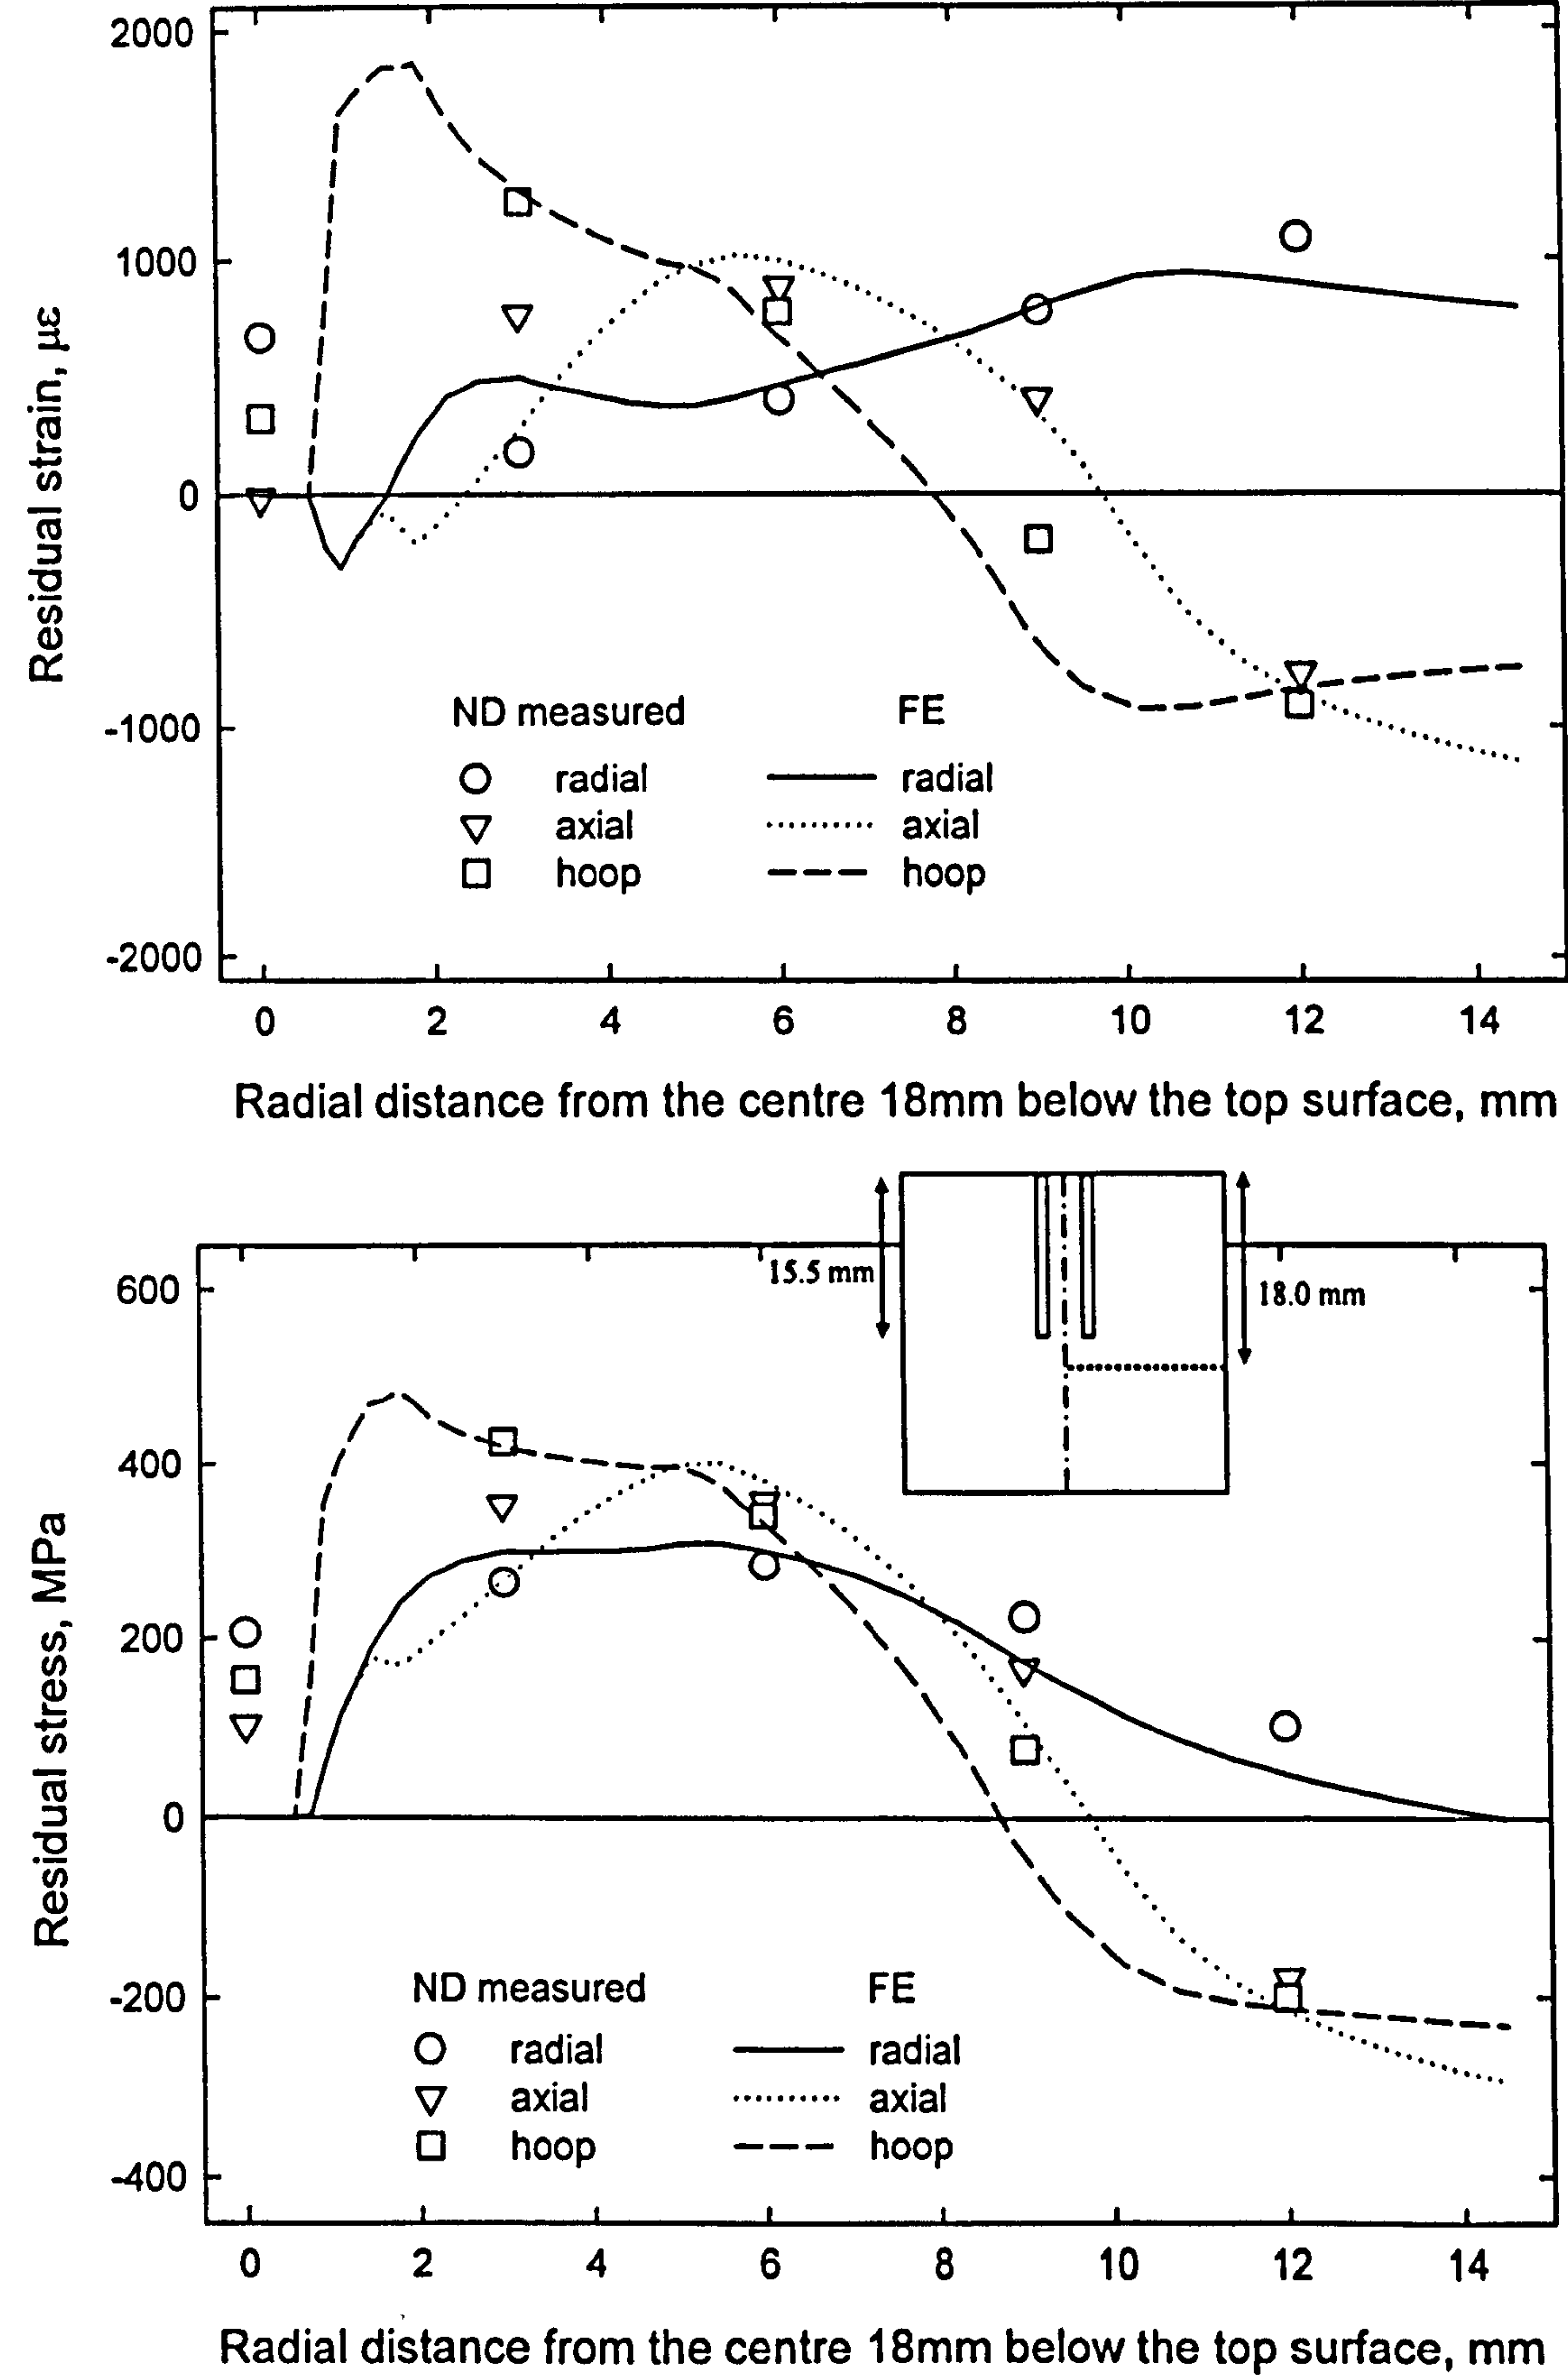 2000
1000
0
-1000
-2000
Residual strain, με
ND measured FE
radial radial
axial axial
hoop hoop
0 2 4 6 8 10 12 14
Radial distance from the centre 18mm below the top surface, mm
15.5 mm
18.0 mm
600
400
200
0
-200
-400
Residual stress, MPa
ND measured FE
radial radial
axial axial
hoop hoop
0 2 4 6 8 10 12 14
Radial distance from the centre 18mm below the top surface, mm